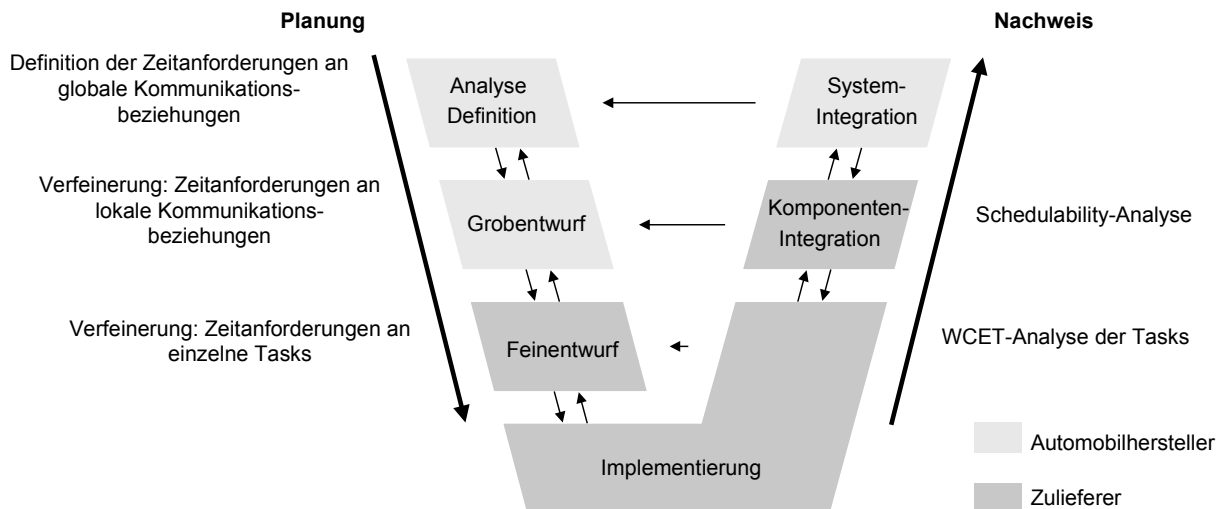 Planung
Nachweis
Definition der Zeitanforderungen an
globale Kommunikations-
beziehungen
Analyse
Definition
System-
Integration
Verfeinerung: Zeitanforderungen an
lokale Kommunikations-
beziehungen
Grobentwurf
Komponenten-
Integration
Schedulability-Analyse
Verfeinerung: Zeitanforderungen an
einzelne Tasks
Feinentwurf
WCET-Analyse der Tasks
Implementierung
Automobilhersteller
Zulieferer